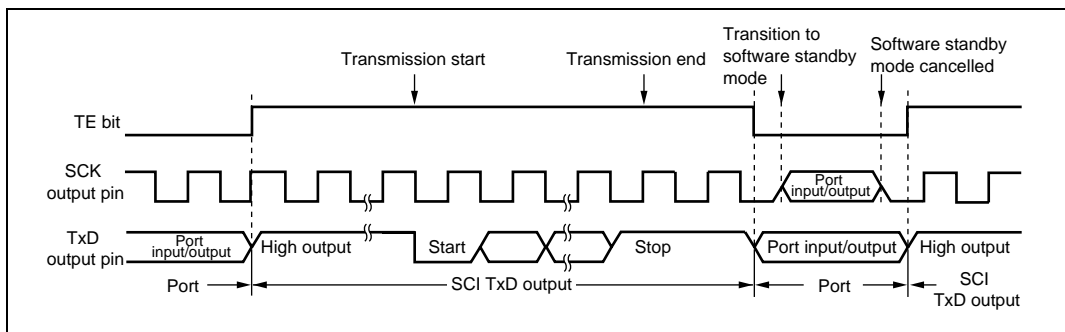 Transition to
software standby
mode
Software standby
mode cancelled
Transmission start
Transmission end
TE bit
SCK
output pin
Port
input/output
TxD
output pin
Port
input/output
High output
Start
Stop
Port input/output
High output
Port
SCI TxD output
Port
SCI
TxD output